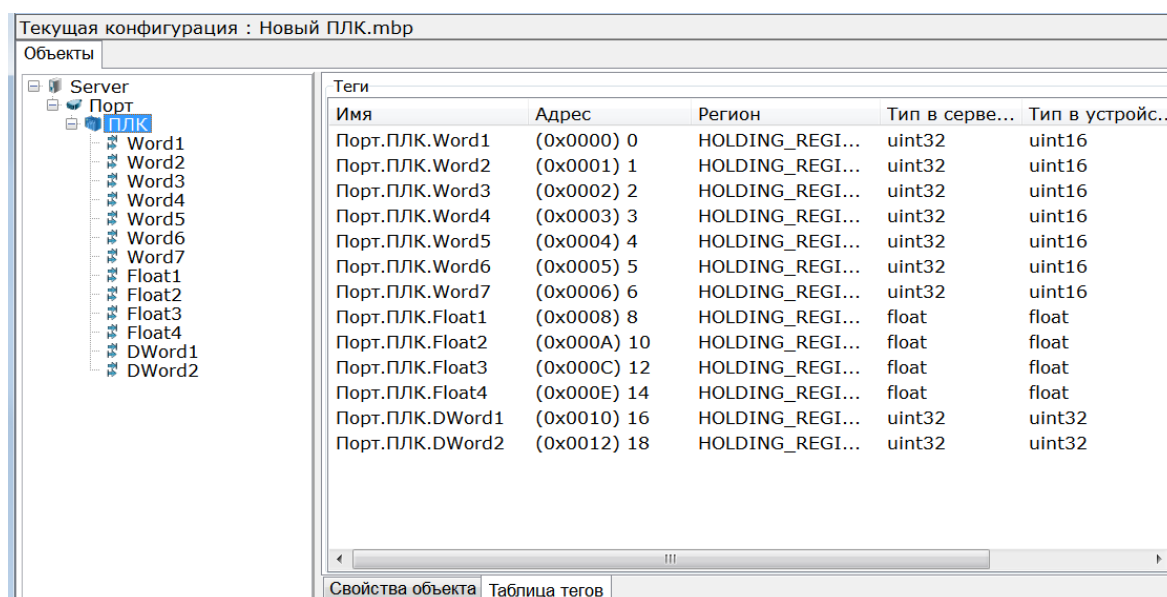 Текущая конфигурация : Новый ПЛК.mbp
Объекты
Server
Порт
ПЛК
Word1
Word2
Word3
Word4
Word5
Word6
Word7
Float1
Float2
Float3
Float4
DWord1
DWord2
Теги
Имя Адрес Регион Тип в серве... Тип в устройс...
Порт.ПЛК.Word1 (0x0000) 0 HOLDING_REGI... uint32 uint16
Порт.ПЛК.Word2 (0x0001) 1 HOLDING_REGI... uint32 uint16
Порт.ПЛК.Word3 (0x0002) 2 HOLDING_REGI... uint32 uint16
Порт.ПЛК.Word4 (0x0003) 3 HOLDING_REGI... uint32 uint16
Порт.ПЛК.Word5 (0x0004) 4 HOLDING_REGI... uint32 uint16
Порт.ПЛК.Word6 (0x0005) 5 HOLDING_REGI... uint32 uint16
Порт.ПЛК.Word7 (0x0006) 6 HOLDING_REGI... uint32 uint16
Порт.ПЛК.Float1 (0x0008) 8 HOLDING_REGI... float float
Порт.ПЛК.Float2 (0x000A) 10 HOLDING_REGI... float float
Порт.ПЛК.Float3 (0x000C) 12 HOLDING_REGI... float float
Порт.ПЛК.Float4 (0x000E) 14 HOLDING_REGI... float float
Порт.ПЛК.DWord1 (0x0010) 16 HOLDING_REGI... uint32 uint32
Порт.ПЛК.DWord2 (0x0012) 18 HOLDING_REGI... uint32 uint32
Свойства объекта Таблица тегов